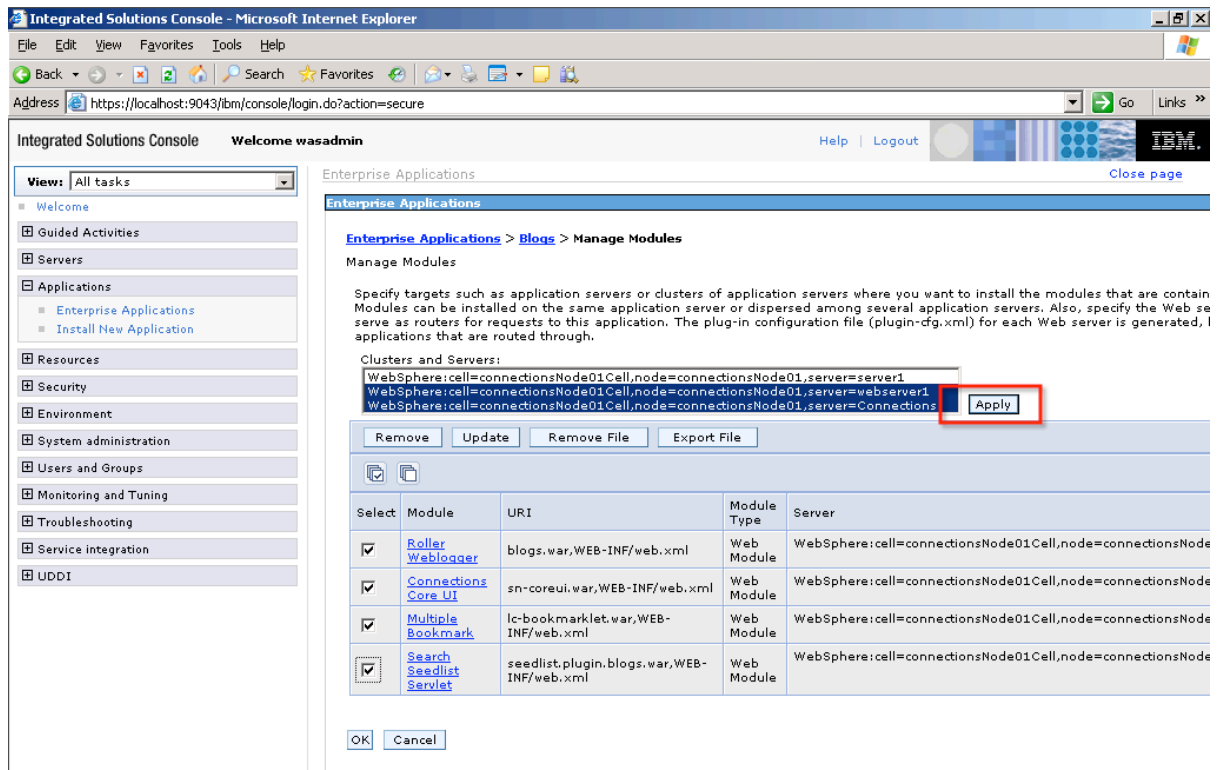 Integrated Solutions Console - Microsoft Internet Explorer
File Edit View Favorites Tools Help
Back Search Favorites
Address https://localhost:9043/ibm/console/login.do?action=secure Go Links »
Integrated Solutions Console Welcome wasadmin Help | Logout IBM.
View: All tasks
Welcome
Guided Activities
Servers
Applications
Enterprise Applications
Install New Application
Resources
Security
Environment
System administration
Users and Groups
Monitoring and Tuning
Troubleshooting
Service integration
UDDI
Enterprise Applications Close page
Enterprise Applications
Enterprise Applications > Blogs > Manage Modules
Manage Modules
Specify targets such as application servers or clusters of application servers where you want to install the modules that are contain
Modules can be installed on the same application server or dispersed among several application servers. Also, specify the Web se
serve as routers for requests to this application. The plug-in configuration file (plugin-cfg.xml) for each Web server is generated,
applications that are routed through.
Clusters and Servers:
WebSphere:cell=connectionsNode01Cell,node=connectionsNode01,server=server1
WebSphere:cell=connectionsNode01Cell,node=connectionsNode01,server=webserver1
WebSphere:cell=connectionsNode01Cell,node=connectionsNode01,server=Connections
Apply
Remove Update Remove File Export File
Select Module URI Module Type Server
Roller Weblogger blogs.war,WEB-INF/web.xml Web Module WebSphere:cell=connectionsNode01Cell,node=connectionsNode
Connections Core UI sn-coreui.war,WEB-INF/web.xml Web Module WebSphere:cell=connectionsNode01Cell,node=connectionsNode
Multiple Bookmark lc-bookmarklet.war,WEB-INF/web.xml Web Module WebSphere:cell=connectionsNode01Cell,node=connectionsNode
Search Seedlist Servlet seedlist.plugin.blogs.war,WEB-INF/web.xml Web Module WebSphere:cell=connectionsNode01Cell,node=connectionsNode
OK Cancel